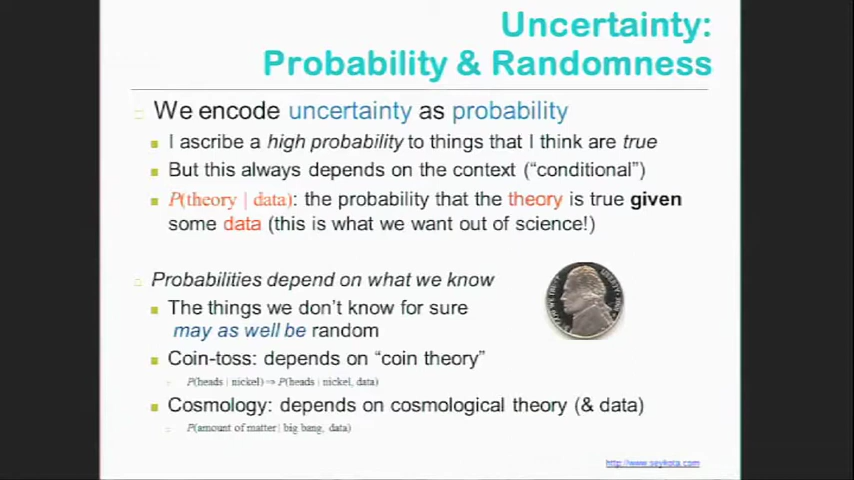 Uncertainty:
Probability & Randomness
We encode uncertainty as probability
I ascribe a high probability to things that I think are true
But this always depends on the context (“conditional”)
P(theory | data): the probability that the theory is true given
some data (this is what we want out of science!)
Probabilities depend on what we know
The things we don’t know for sure
may as well be random
Coin-toss: depends on “coin theory”
P(heads | nickel) ⇒ P(heads | nickel, data)
Cosmology: depends on cosmological theory (& data)
P(amount of matter | big bang, data)
http://www.seykota.com